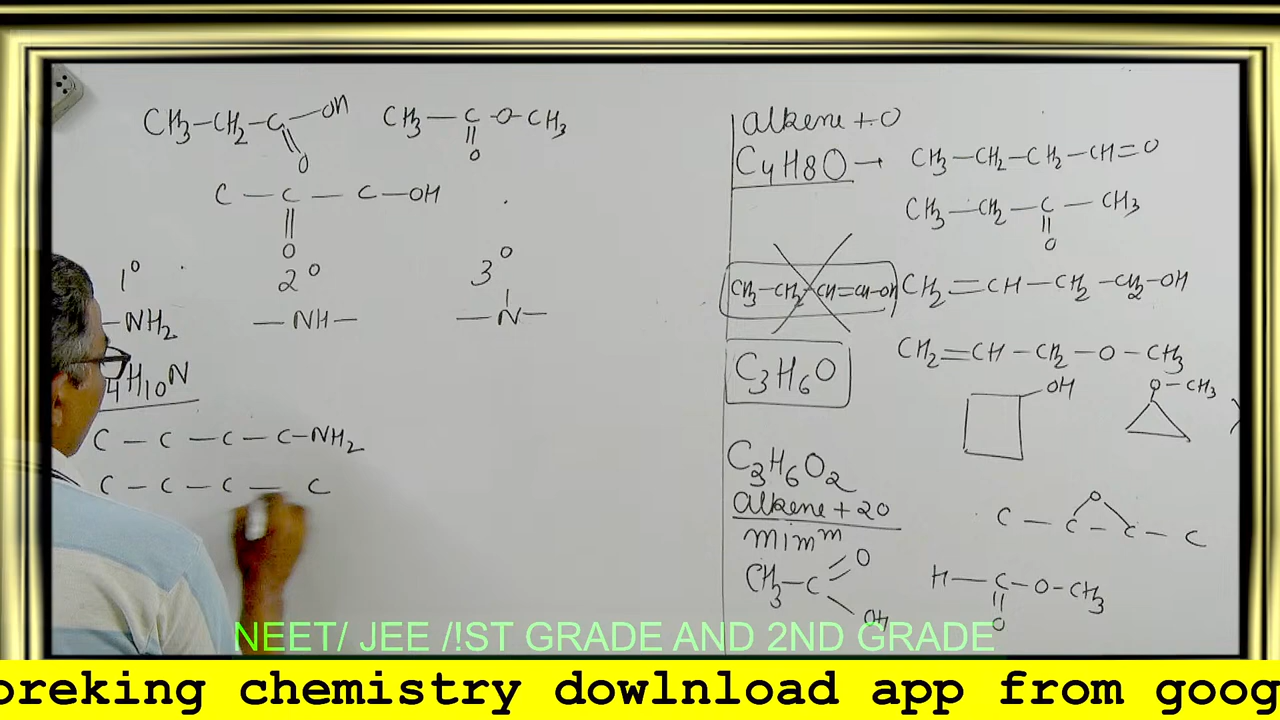 CH3-CH2-C-OH CH3-C-O-CH3
O O
C - C - C-OH
O
1° 2° 3°
-NH2 -NH- -N-
4H10N
C - C - C - C-NH2
C - C - C - C
alkene + O
C4H8O → CH3-CH2-CH2-CH=O
CH3-CH2-C-CH3
O
CH3-CH2-CH=CH-OH CH2=CH-CH2-CH2-OH
C3H6O CH2=CH-CH2-O-CH3
OH O-CH3
C3H6O2
alkene + 2O
O
C - C - C - C
mimm
CH3-C=O H-C-O-CH3
OH O
NEET/ JEE /!ST GRADE AND 2ND GRADE
oreking chemistry dowlnload app from goog